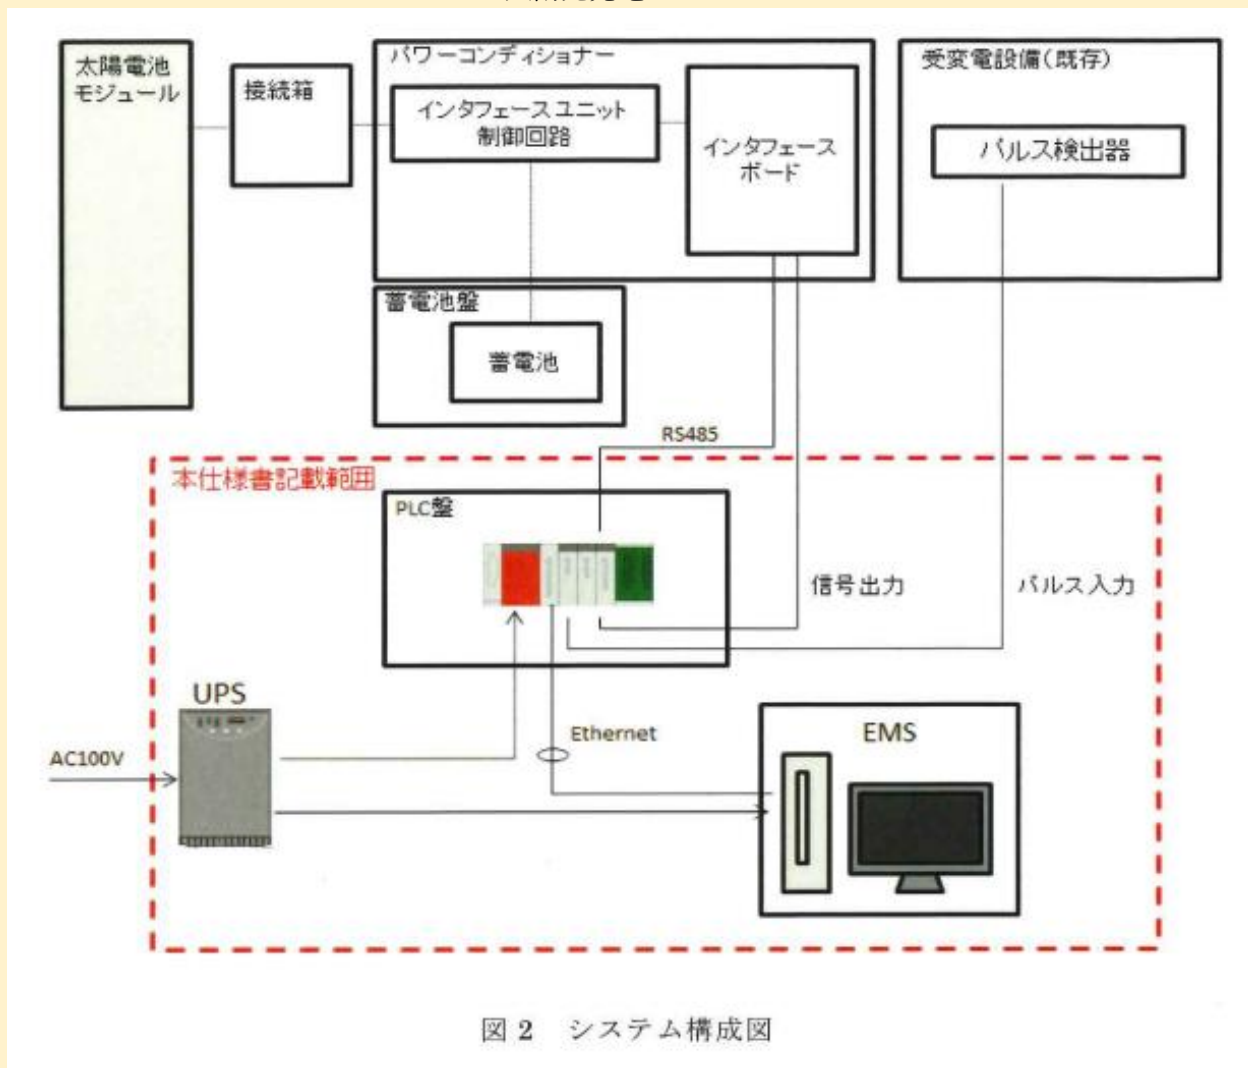 太陽電池
モジュール
接続箱
パワーコンディショナー
インタフェースユニット
制御回路
インタフェース
ボード
受変電設備(既存)
パルス検出器
蓄電池盤
蓄電池
RS485
本仕様書記載範囲
PLC盤
信号出力
パルス入力
UPS
AC100V
Ethernet
EMS
図2 システム構成図